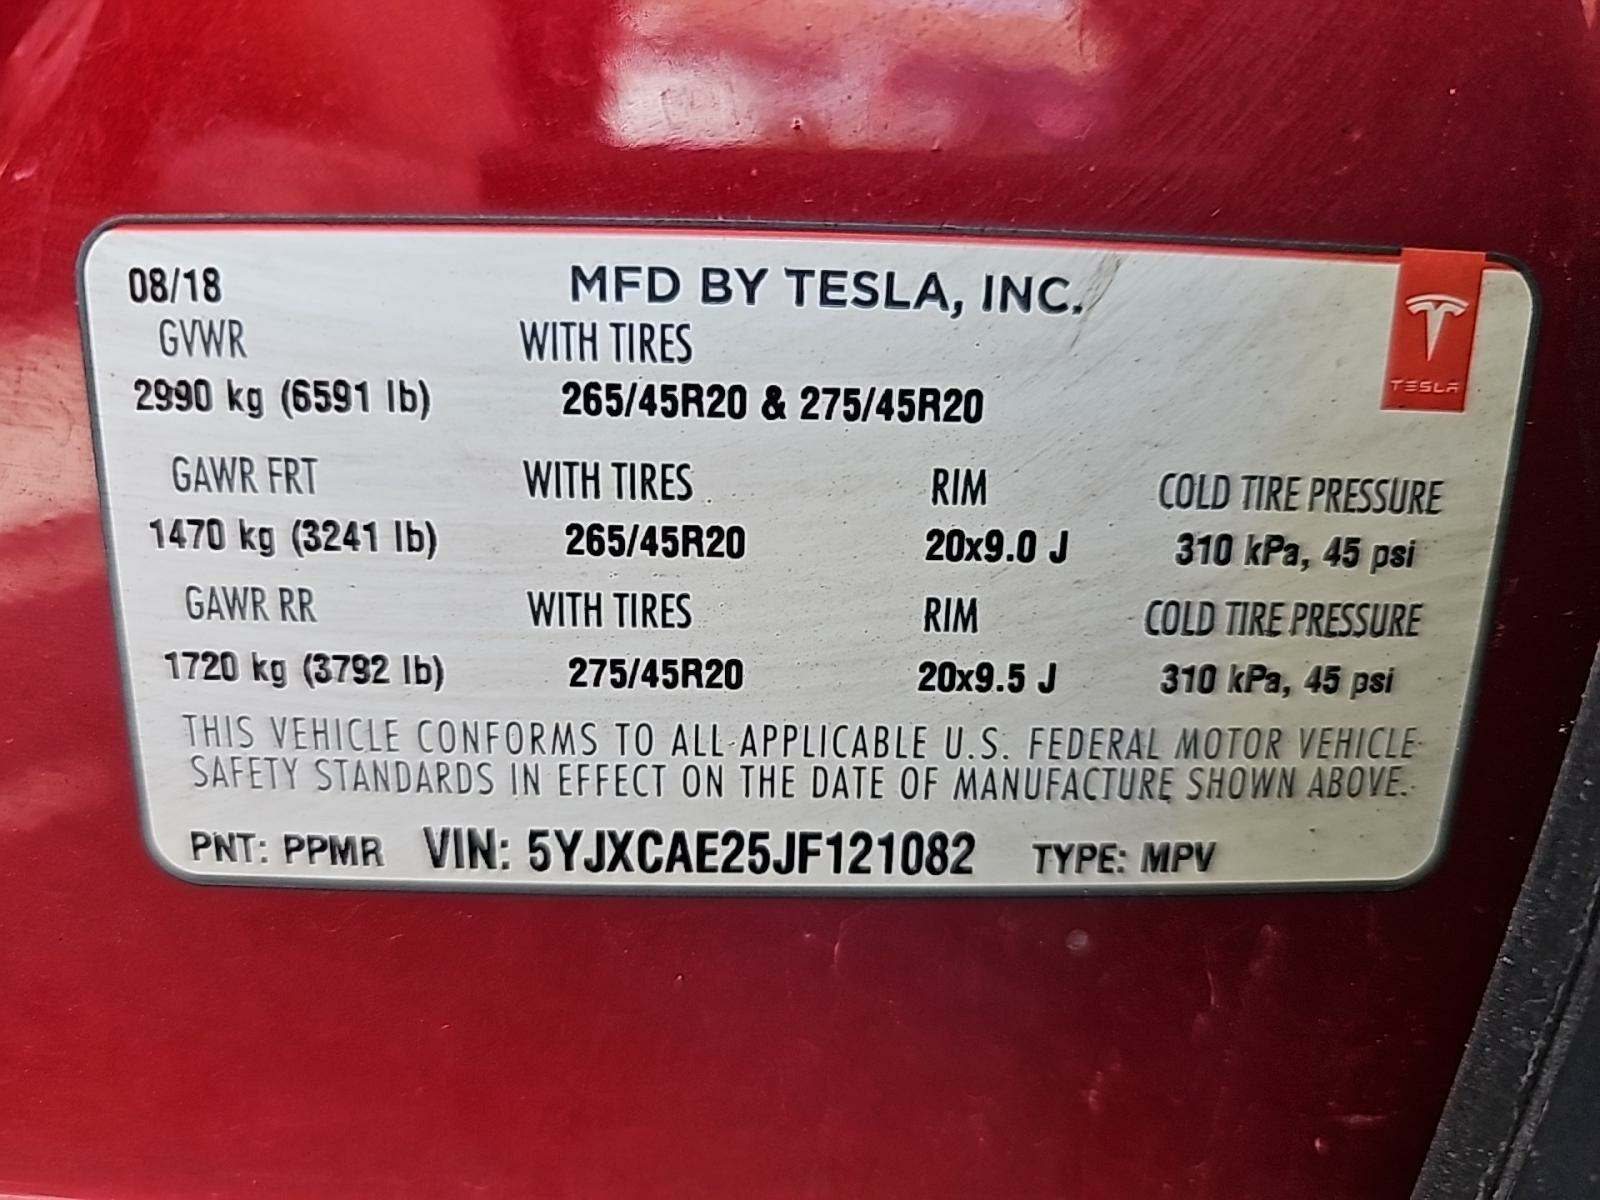 08/18 MFD BY TESLA, INC.
GVWR WITH TIRES
2990 kg (6591 lb) 265/45R20 & 275/45R20
TESLA
GAWR FRT WITH TIRES RIM COLD TIRE PRESSURE
1470 kg (3241 lb) 265/45R20 20x9.0 J 310 kPa, 45 psi
GAWR RR WITH TIRES RIM COLD TIRE PRESSURE
1720 kg (3792 lb) 275/45R20 20x9.5 J 310 kPa, 45 psi
THIS VEHICLE CONFORMS TO ALL APPLICABLE U.S. FEDERAL MOTOR VEHICLE
SAFETY STANDARDS IN EFFECT ON THE DATE OF MANUFACTURE SHOWN ABOVE.
PNT: PPMR VIN: 5YJXCAE25JF121082 TYPE: MPV